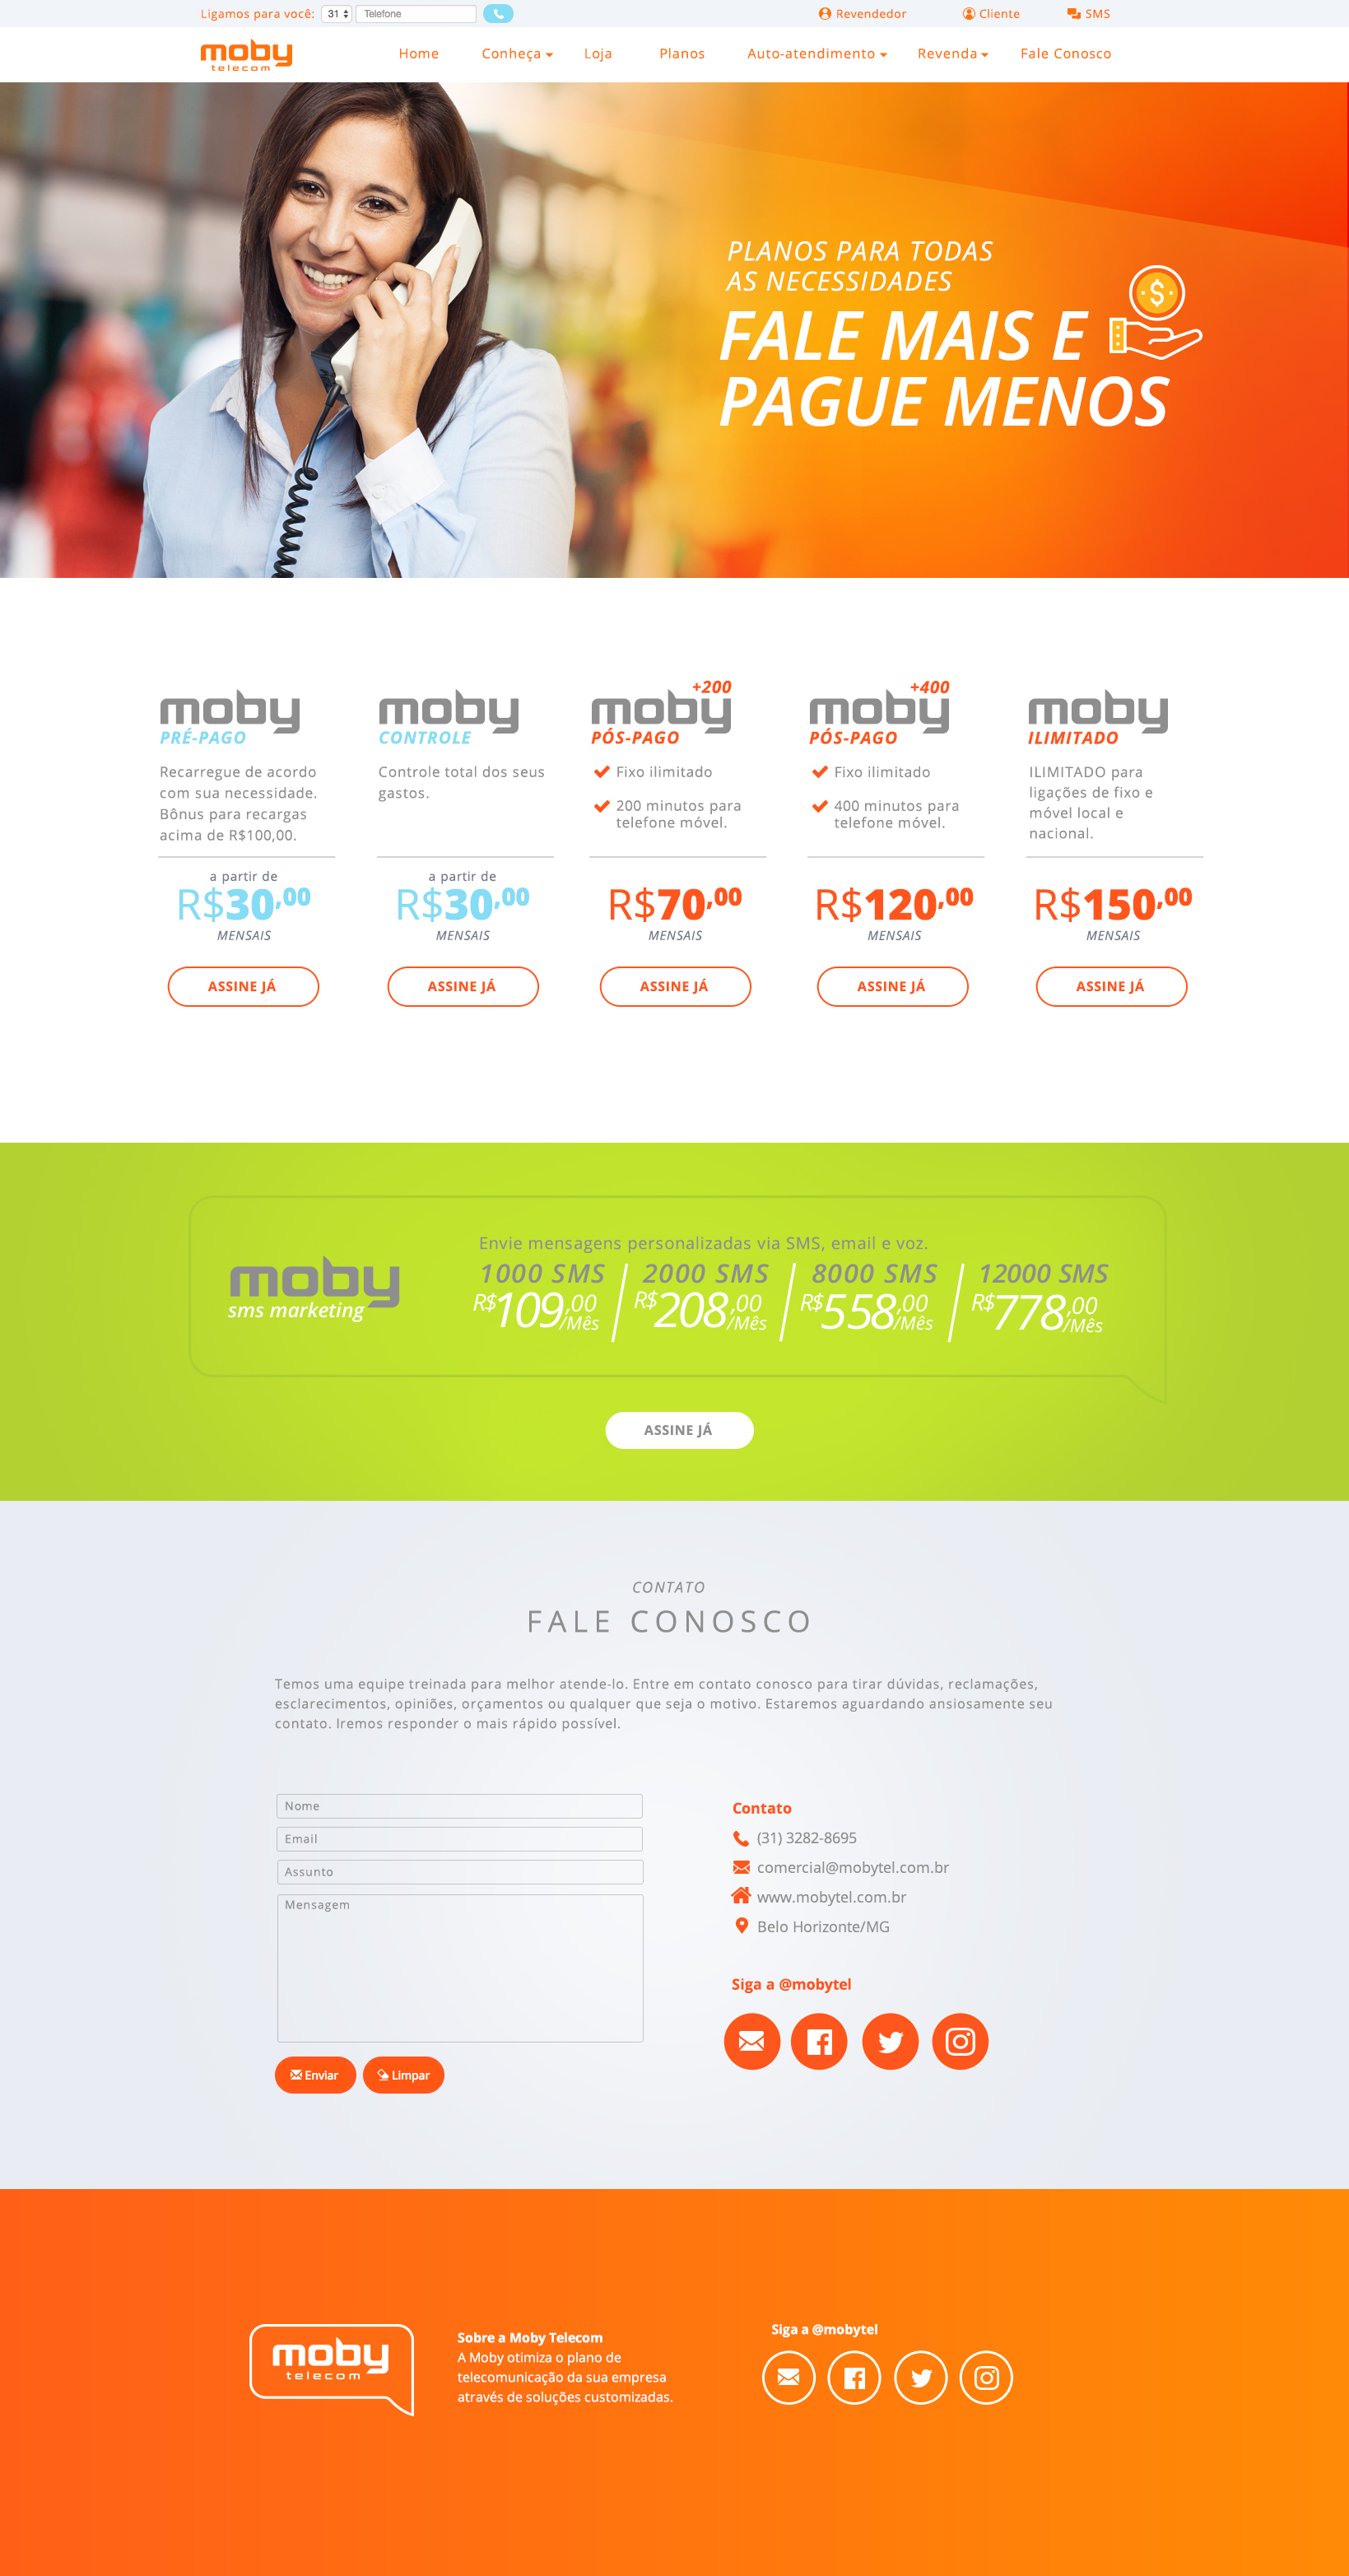 Ligamos para você: 31 Telefone Revendedor Cliente SMS
moby
telecom
Home Conheça Loja Planos Auto-atendimento Revenda Fale Conosco
PLANOS PARA TODAS
AS NECESSIDADES
FALE MAIS E
PAGUE MENOS
$
moby
PRÉ-PAGO
Recarregue de acordo
com sua necessidade.
Bônus para recargas
acima de R$100,00.
a partir de
R$30,00
MENSAIS
ASSINE JÁ
moby
CONTROLE
Controle total dos seus
gastos.
a partir de
R$30,00
MENSAIS
ASSINE JÁ
+200
moby
PÓS-PAGO
Fixo ilimitado
200 minutos para
telefone móvel.
R$70,00
MENSAIS
ASSINE JÁ
+400
moby
PÓS-PAGO
Fixo ilimitado
400 minutos para
telefone móvel.
R$120,00
MENSAIS
ASSINE JÁ
moby
ILIMITADO
ILIMITADO para
ligações de fixo e
móvel local e
nacional.
R$150,00
MENSAIS
ASSINE JÁ
moby
sms marketing
Envie mensagens personalizadas via SMS, email e voz.
1000 SMS
R$109,00
/Mês
2000 SMS
R$208,00
/Mês
8000 SMS
R$558,00
/Mês
12000 SMS
R$778,00
/Mês
ASSINE JÁ
CONTATO
FALE CONOSCO
Temos uma equipe treinada para melhor atende-lo. Entre em contato conosco para tirar dúvidas, reclamações,
esclarecimentos, opiniões, orçamentos ou qualquer que seja o motivo. Estaremos aguardando ansiosamente seu
contato. Iremos responder o mais rápido possível.
Nome
Email
Assunto
Mensagem
Enviar Limpar
Contato
(31) 3282-8695
comercial@mobytel.com.br
www.mobytel.com.br
Belo Horizonte/MG
Siga a @mobytel
moby
telecom
Sobre a Moby Telecom
A Moby otimiza o plano de
telecomunicação da sua empresa
através de soluções customizadas.
Siga a @mobytel